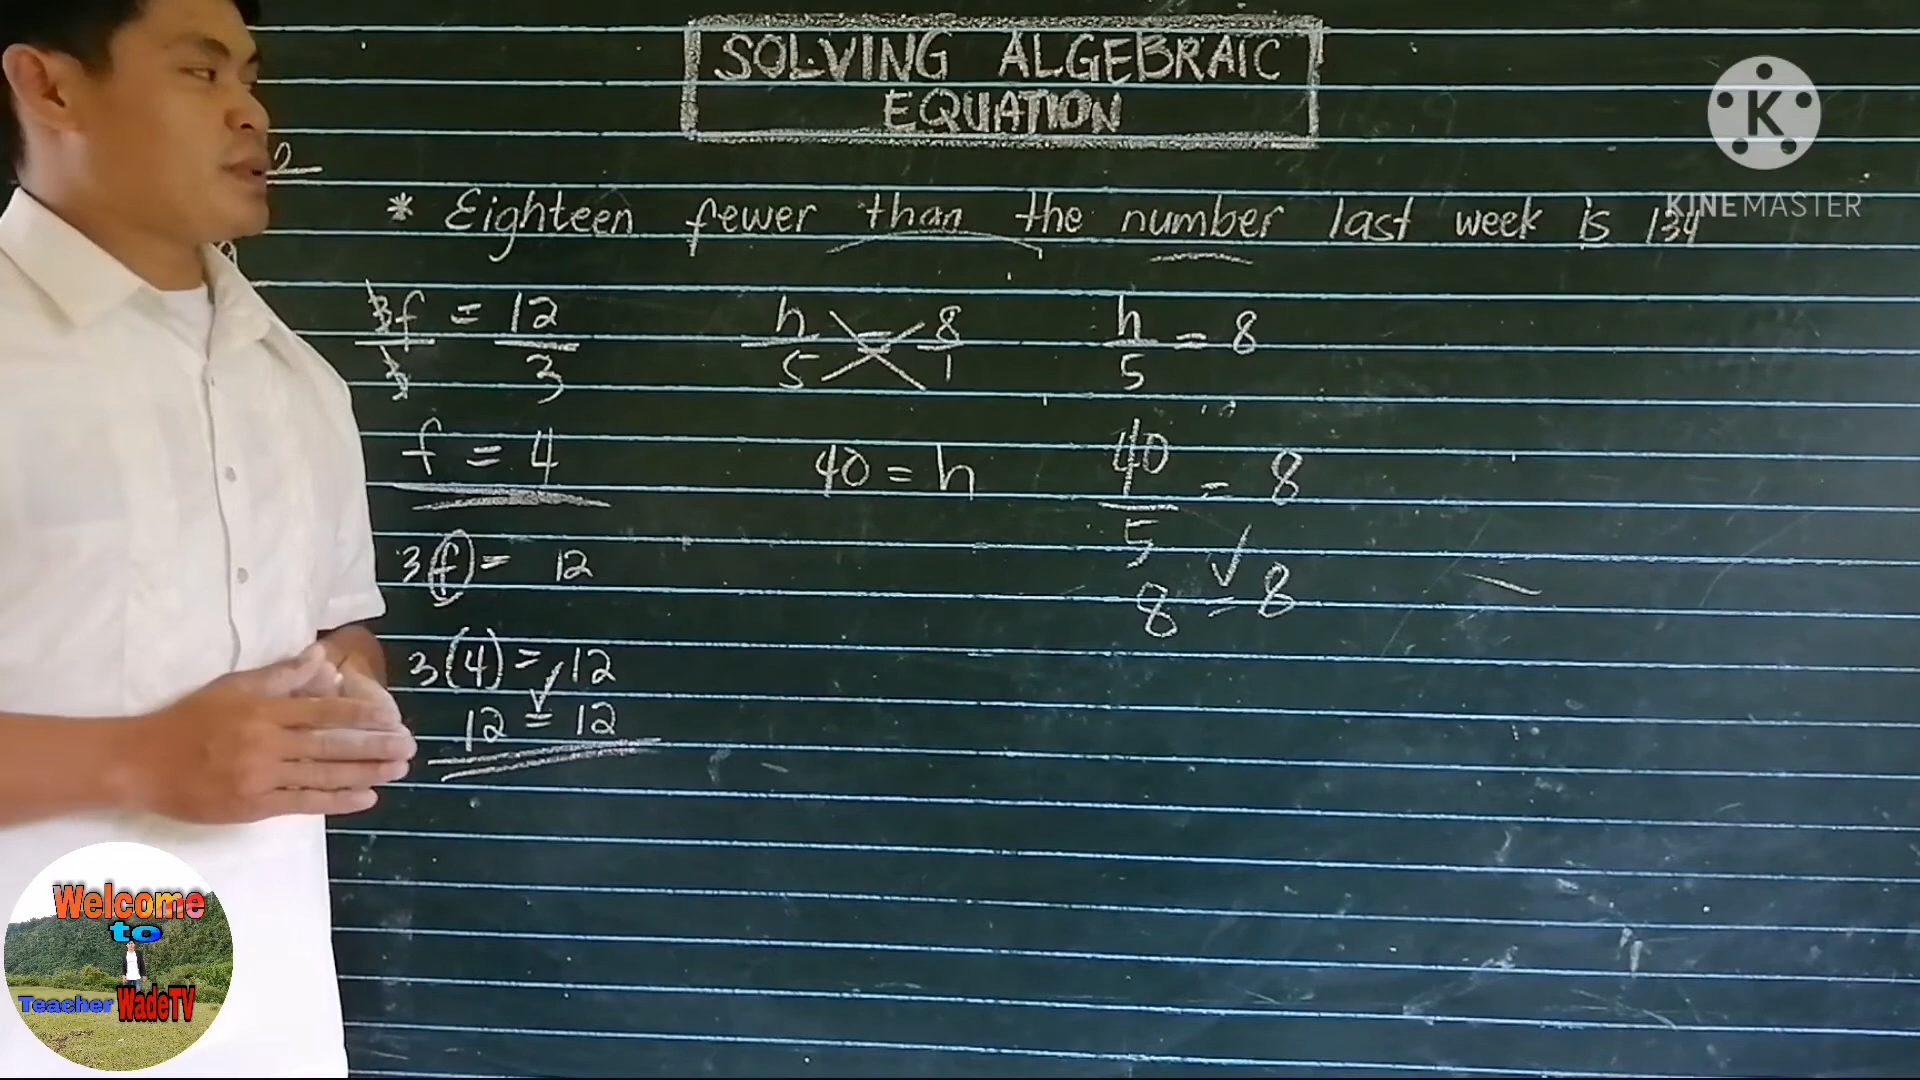 SOLVING ALGEBRAIC
EQUATION
K
KINEMASTER
2
* Eighteen fewer than the number last week is 134
3f = 12
3 3
f = 4
3f = 12
3(4) = 12
12 = 12
h = 8
5 1
40 = h
h = 8
5
40 = 8
5
8 = 8
Welcome
to
Teacher WadeTV